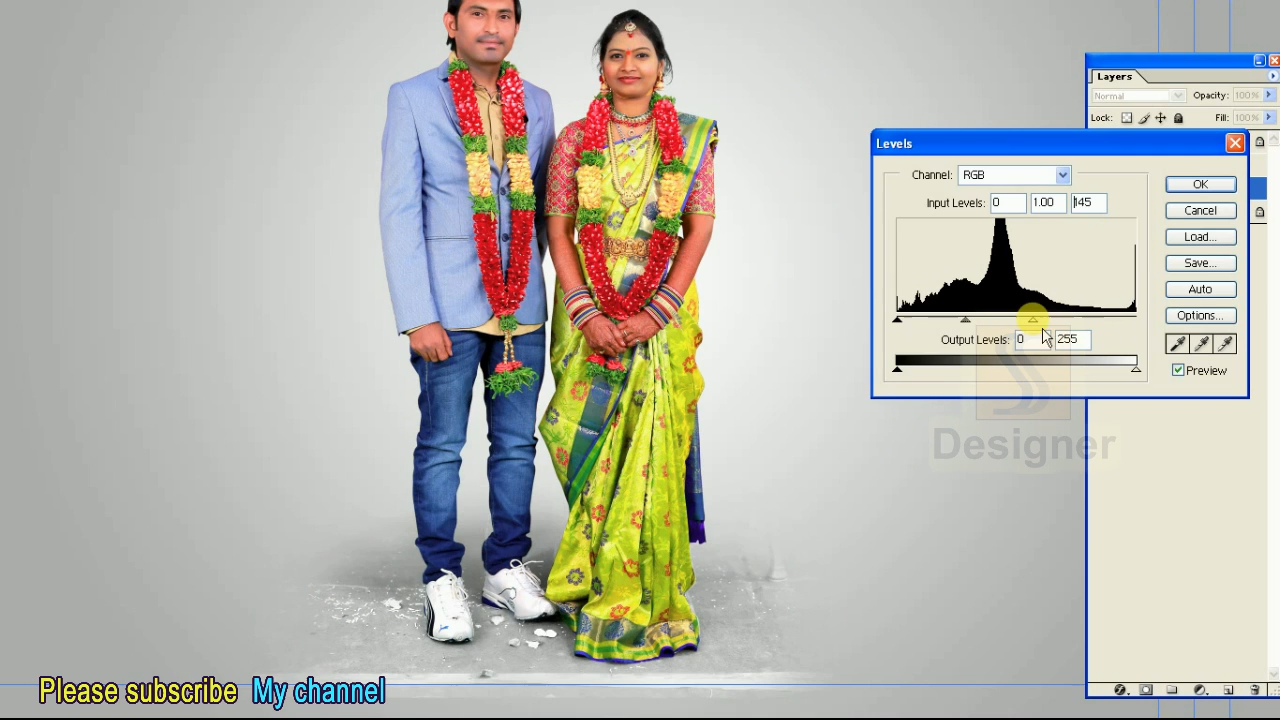 Layers
Normal
Opacity: 100%
Lock:
Fill: 100%
Levels
Channel: RGB
Input Levels: 0 1.00 145
Output Levels: 0 255
OK
Cancel
Load...
Save...
Auto
Options...
Preview
Designer
Please subscribe My channel